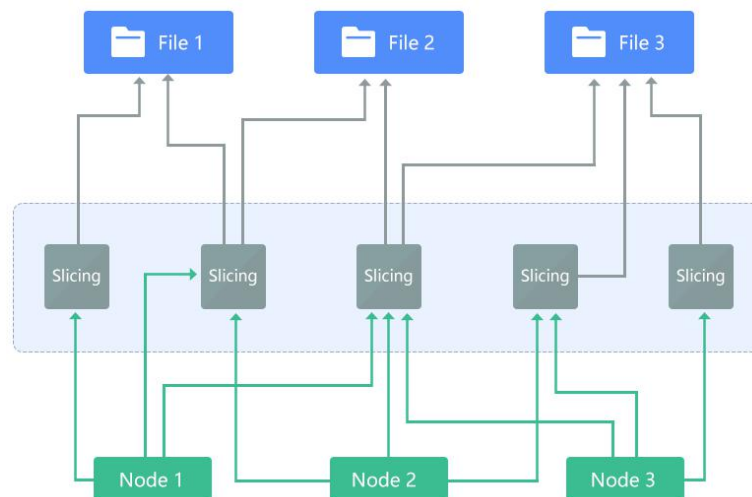 File 1
File 2
File 3
Slicing
Slicing
Slicing
Slicing
Slicing
Node 1
Node 2
Node 3